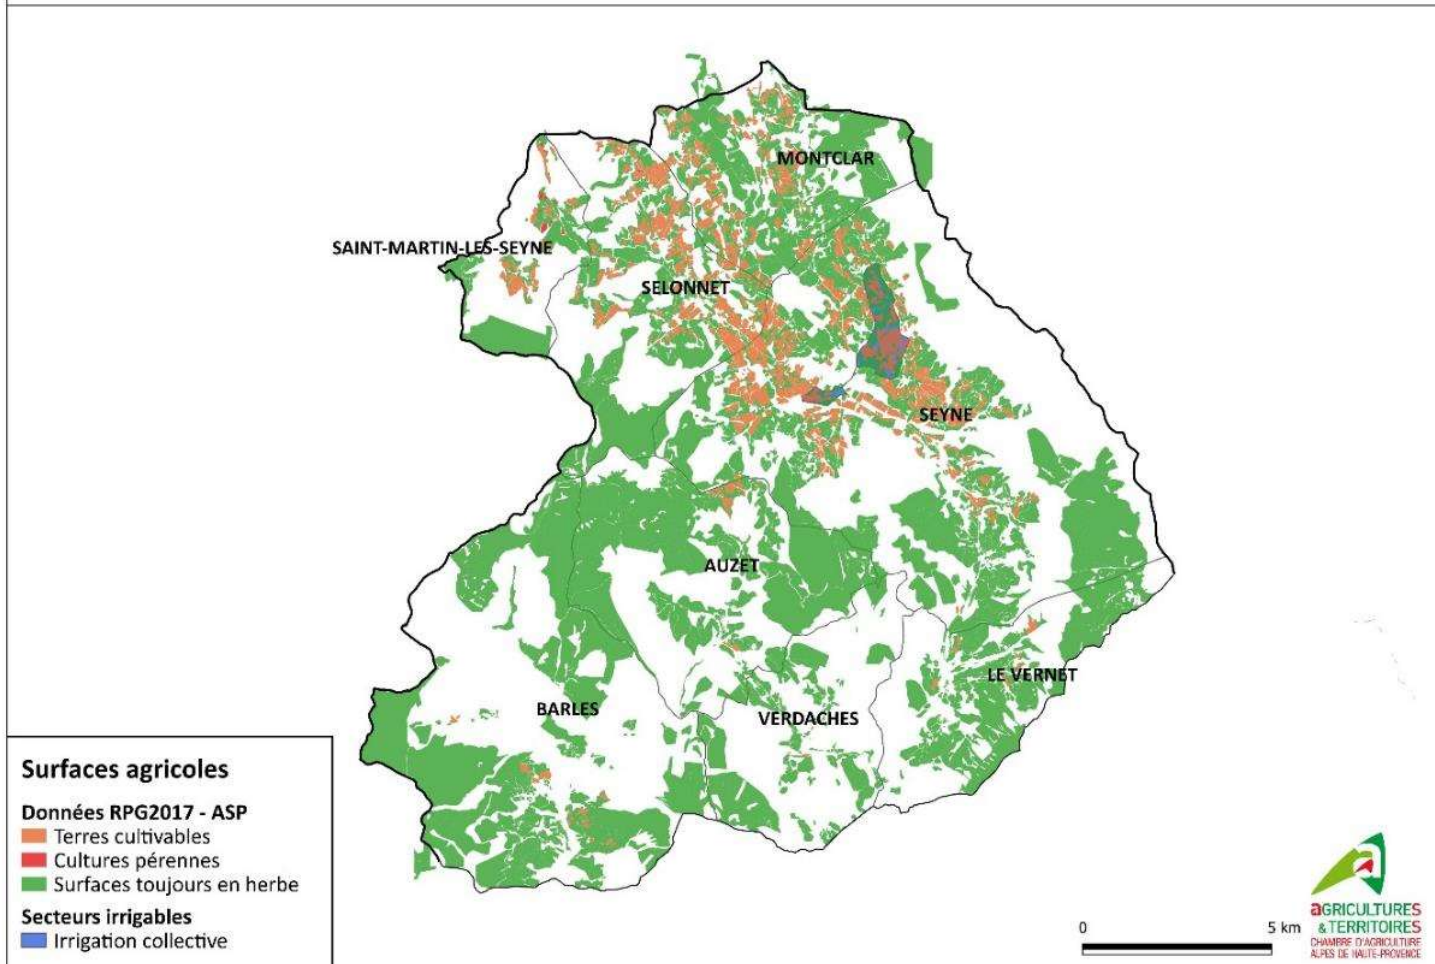 MONTCLAR
SAINT-MARTIN-LES-SEYNE
SELONNET
SEYNE
AUZET
LE VERNET
BARLES
VERDACHES
Surfaces agricoles
Données RPG2017 - ASP
Terres cultivables
Cultures pérennes
Surfaces toujours en herbe
Secteurs irrigables
Irrigation collective
0 5 km
aGRICULTURES
&TERRITOIRES
CHAMBRE D'AGRICULTURE
ALPES DE HAUTE-PROVENCE